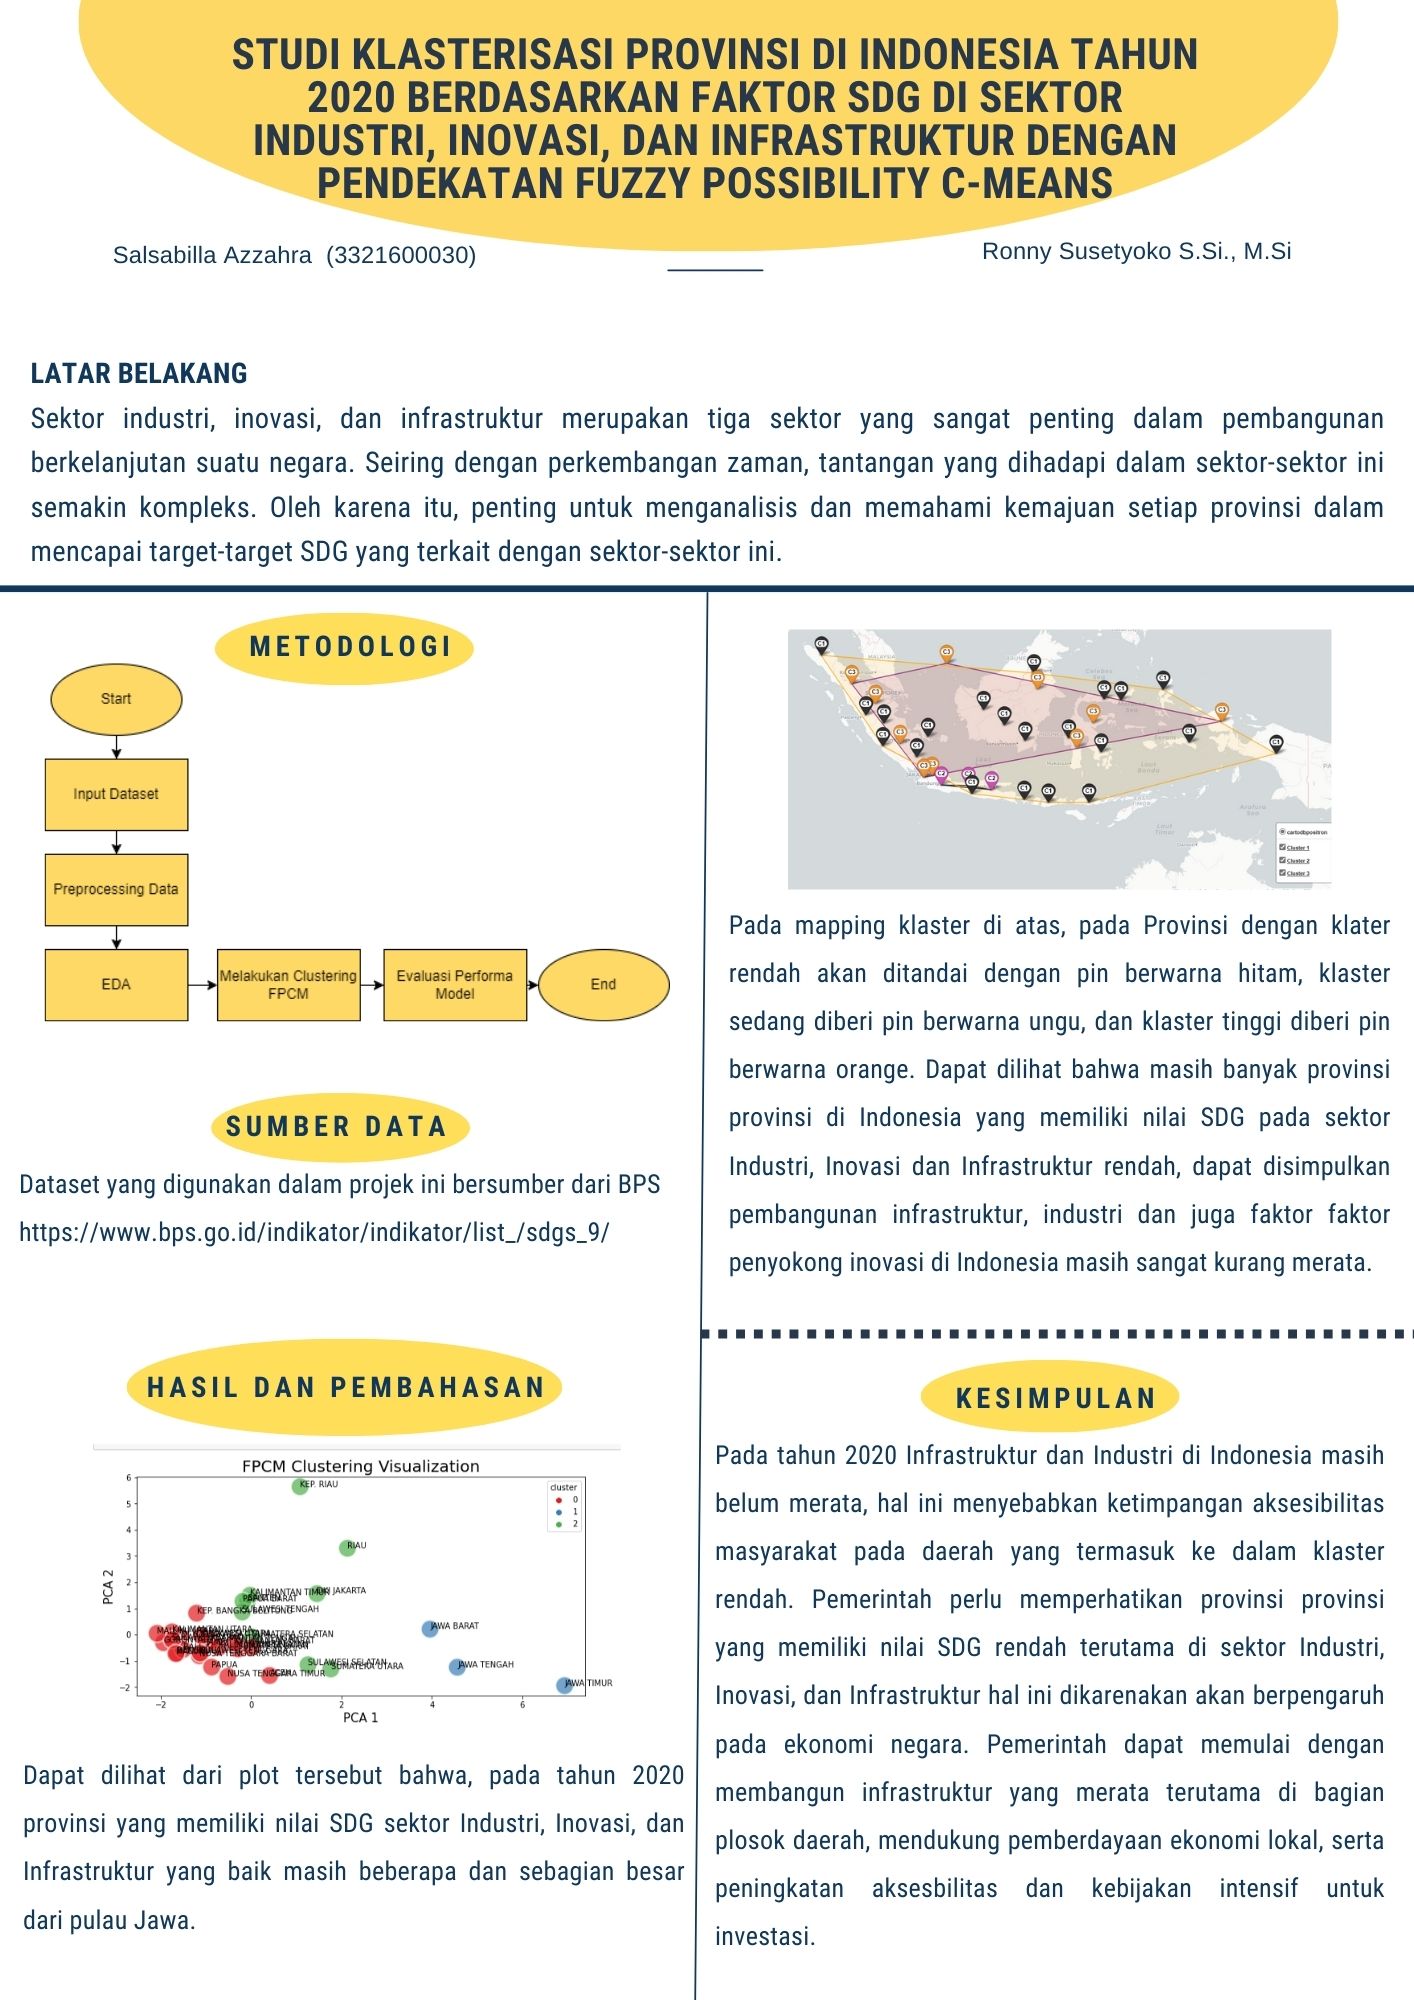 STUDI KLASTERISASI PROVINSI DI INDONESIA TAHUN
2020 BERDASARKAN FAKTOR SDG DI SEKTOR
INDUSTRI, INOVASI, DAN INFRASTRUKTUR DENGAN
PENDEKATAN FUZZY POSSIBILITY C-MEANS
Salsabilla Azzahra (3321600030)
Ronny Susetyoko S.Si., M.Si
LATAR BELAKANG
Sektor industri, inovasi, dan infrastruktur merupakan tiga sektor yang sangat penting dalam pembangunan
berkelanjutan suatu negara. Seiring dengan perkembangan zaman, tantangan yang dihadapi dalam sektor-sektor ini
semakin kompleks. Oleh karena itu, penting untuk menganalisis dan memahami kemajuan setiap provinsi dalam
mencapai target-target SDG yang terkait dengan sektor-sektor ini.
METODOLOGI
Start
Input Dataset
Preprocessing Data
EDA
Melakukan Clustering
FPCM
Evaluasi Performa
Model
End
SUMBER DATA
Dataset yang digunakan dalam projek ini bersumber dari BPS
https://www.bps.go.id/indikator/indikator/list_/sdgs_9/
HASIL DAN PEMBAHASAN
FPCM Clustering Visualization
cluster
0
1
2
PCA 2
6
5
4
3
2
1
0
−1
−2
KEP. RIAU
RIAU
KALIMANTAN TIMUR
JAKARTA
SULAWESI TENGAH
KEP. BANGKA BELITUNG
JAWA BARAT
SULAWESI SELATAN
SUMATERA UTARA
JAWA TENGAH
PAPUA
NUSA TENGGARA TIMUR
ACEH
JAWA TIMUR
−2
0
2
4
6
PCA 1
Dapat dilihat dari plot tersebut bahwa, pada tahun 2020
provinsi yang memiliki nilai SDG sektor Industri, Inovasi, dan
Infrastruktur yang baik masih beberapa dan sebagian besar
dari pulau Jawa.
MALAYSIA
cartodbpositron
Cluster 1
Cluster 2
Cluster 3
Pada mapping klaster di atas, pada Provinsi dengan klater
rendah akan ditandai dengan pin berwarna hitam, klaster
sedang diberi pin berwarna ungu, dan klaster tinggi diberi pin
berwarna orange. Dapat dilihat bahwa masih banyak provinsi
provinsi di Indonesia yang memiliki nilai SDG pada sektor
Industri, Inovasi dan Infrastruktur rendah, dapat disimpulkan
pembangunan infrastruktur, industri dan juga faktor faktor
penyokong inovasi di Indonesia masih sangat kurang merata.
KESIMPULAN
Pada tahun 2020 Infrastruktur dan Industri di Indonesia masih
belum merata, hal ini menyebabkan ketimpangan aksesibilitas
masyarakat pada daerah yang termasuk ke dalam klaster
rendah. Pemerintah perlu memperhatikan provinsi provinsi
yang memiliki nilai SDG rendah terutama di sektor Industri,
Inovasi, dan Infrastruktur hal ini dikarenakan akan berpengaruh
pada ekonomi negara. Pemerintah dapat memulai dengan
membangun infrastruktur yang merata terutama di bagian
plosok daerah, mendukung pemberdayaan ekonomi lokal, serta
peningkatan aksesbilitas dan kebijakan intensif untuk
investasi.